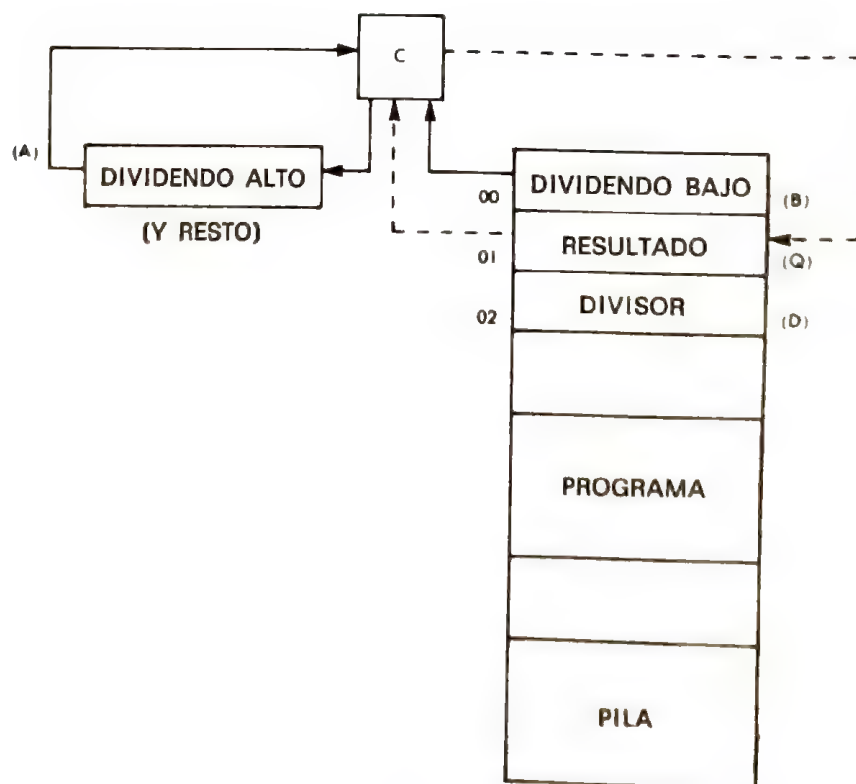 C
(A)
DIVIDENDO ALTO
(Y RESTO)
00
DIVIDENDO BAJO
(B)
01
RESULTADO
(Q)
02
DIVISOR
(D)
PROGRAMA
PILA